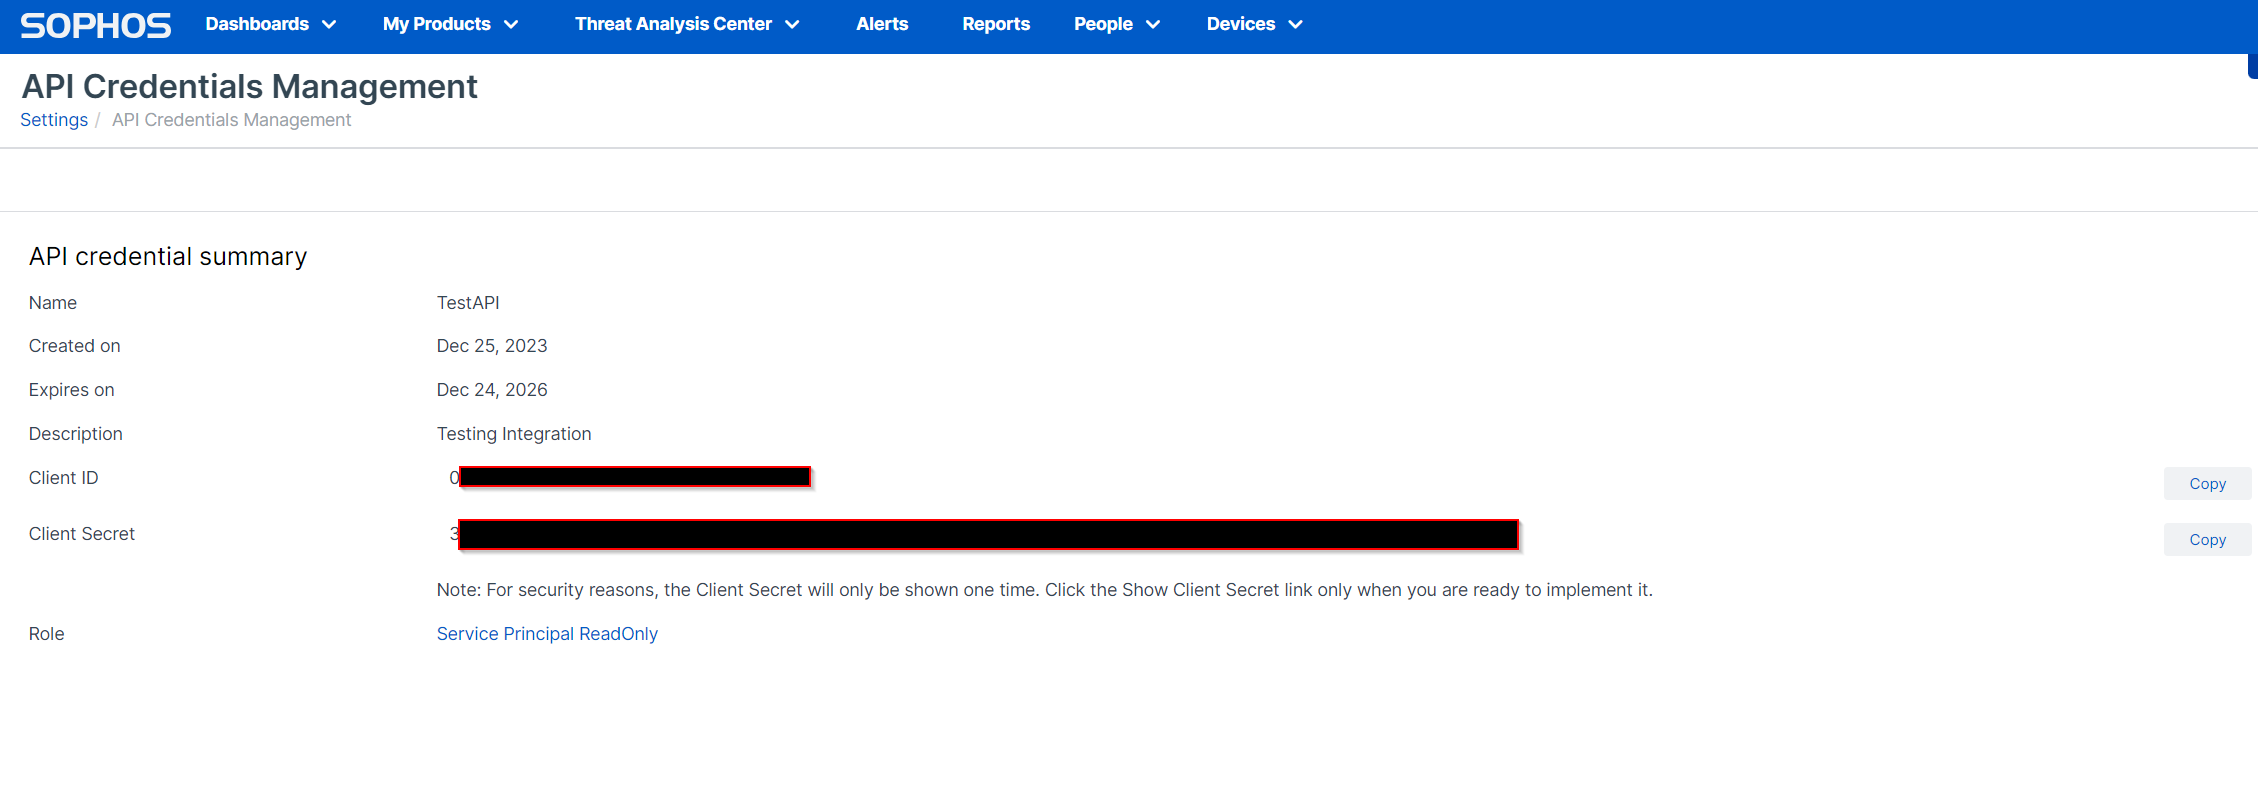 SOPHOS Dashboards My Products Threat Analysis Center Alerts Reports People Devices
API Credentials Management
Settings / API Credentials Management
API credential summary
Name TestAPI
Created on Dec 25, 2023
Expires on Dec 24, 2026
Description Testing Integration
Client ID 0 Copy
Client Secret 3 Copy
Note: For security reasons, the Client Secret will only be shown one time. Click the Show Client Secret link only when you are ready to implement it.
Role Service Principal ReadOnly